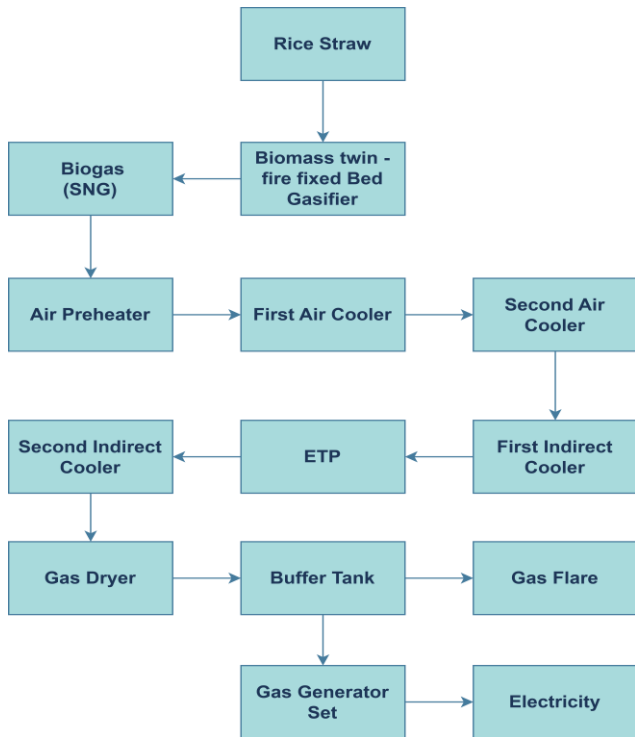 Rice Straw
Biogas
(SNG)
Biomass twin -
fire fixed Bed
Gasifier
Air Preheater
First Air Cooler
Second Air
Cooler
Second Indirect
Cooler
ETP
First Indirect
Cooler
Gas Dryer
Buffer Tank
Gas Flare
Gas Generator
Set
Electricity